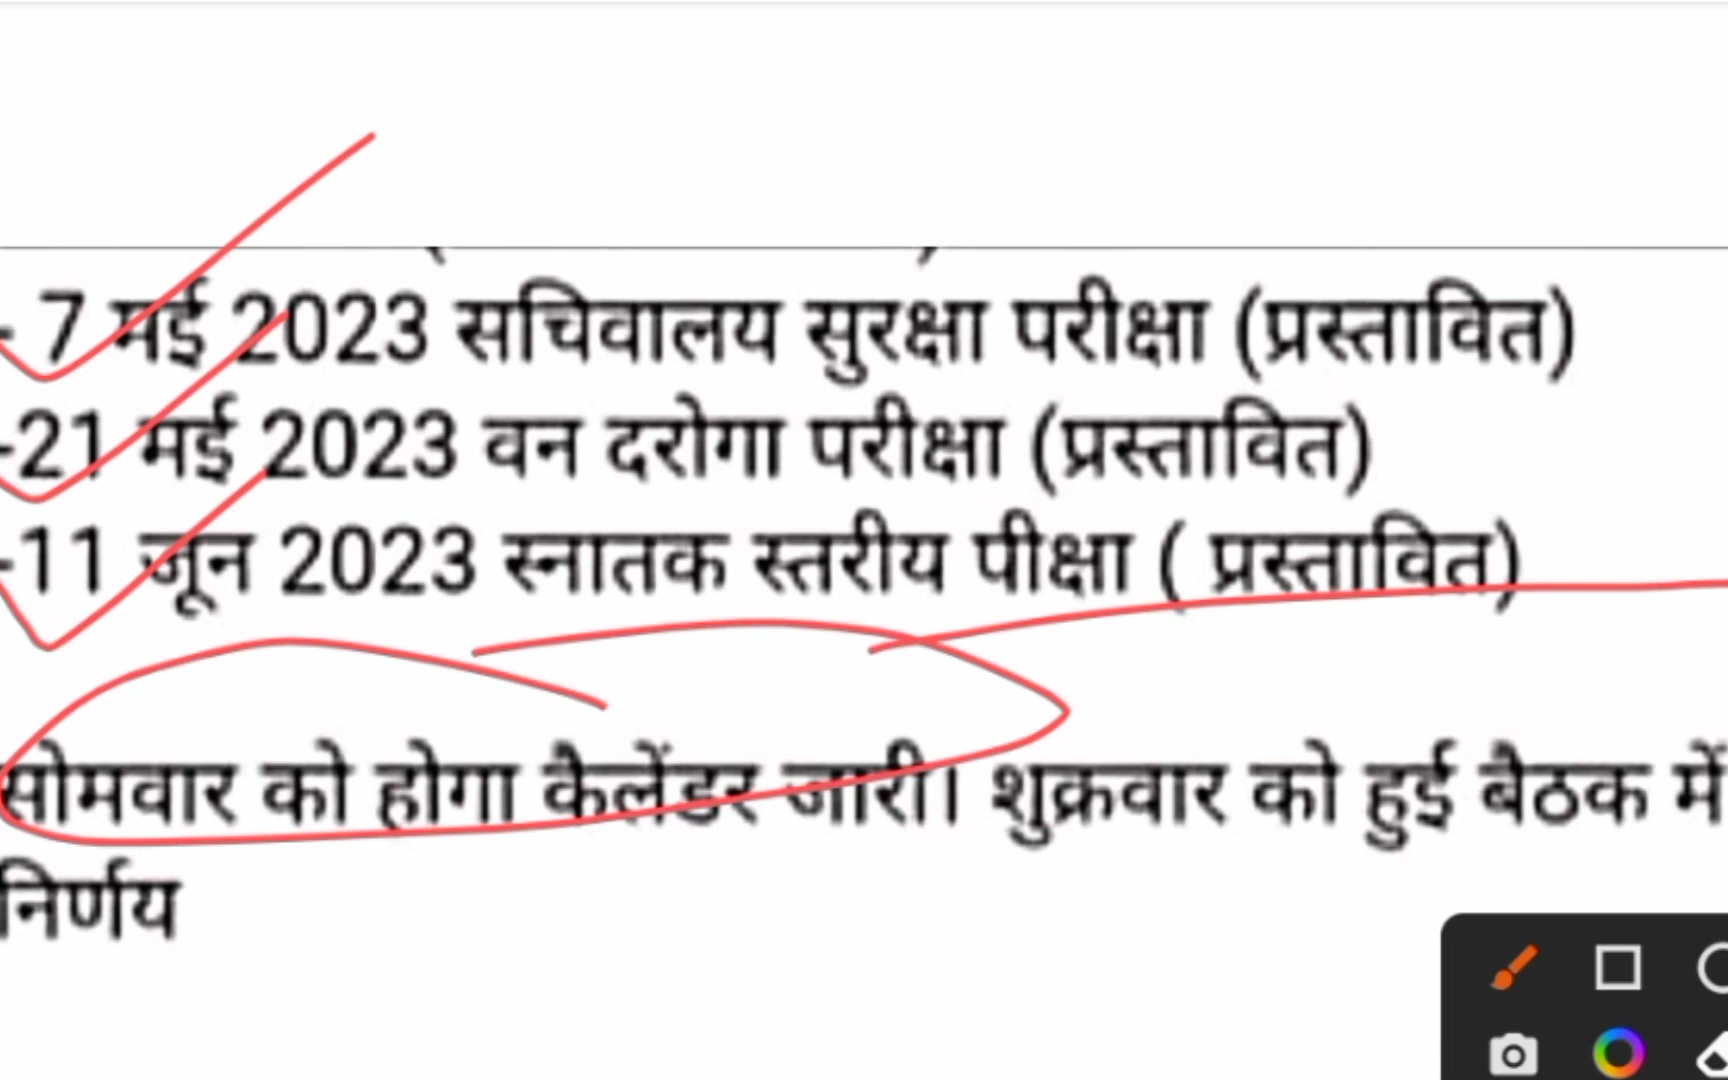 - 7 मई 2023 सचिवालय सुरक्षा परीक्षा (प्रस्तावित)
-21 मई 2023 वन दरोगा परीक्षा (प्रस्तावित)
-11 जून 2023 स्नातक स्तरीय पीक्षा ( प्रस्तावित)
सोमवार को होगा कैलेंडर जारी। शुक्रवार को हुई बैठक में
निर्णय